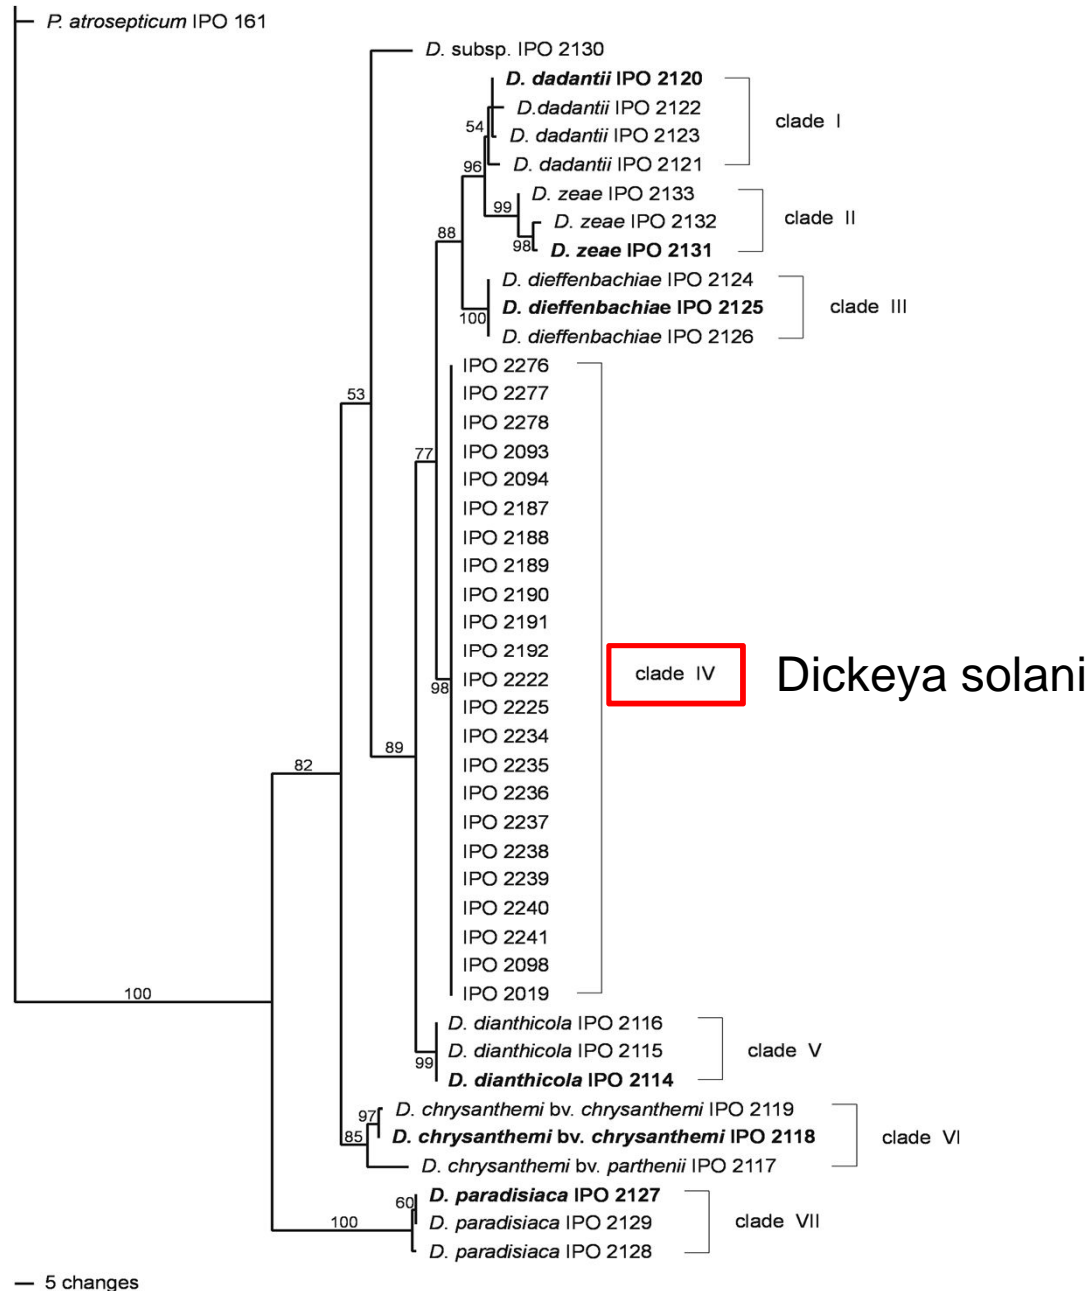 P. atrosepticum IPO 161
D. subsp. IPO 2130
D. dadantii IPO 2120
D.dadantii IPO 2122
54
clade I
D. dadantii IPO 2123
96
D. dadantii IPO 2121
D. zeae IPO 2133
99
D. zeae IPO 2132
clade II
88
98
D. zeae IPO 2131
D. dieffenbachiae IPO 2124
D. dieffenbachiae IPO 2125
clade III
100
D. dieffenbachiae IPO 2126
IPO 2276
53
IPO 2277
IPO 2278
77
IPO 2093
IPO 2094
IPO 2187
IPO 2188
IPO 2189
IPO 2190
IPO 2191
IPO 2192
clade IV
Dickeya solani
98
IPO 2222
IPO 2225
IPO 2234
89
82
IPO 2235
IPO 2236
IPO 2237
IPO 2238
IPO 2239
IPO 2240
IPO 2241
IPO 2098
100
IPO 2019
D. dianthicola IPO 2116
D. dianthicola IPO 2115
clade V
99
D. dianthicola IPO 2114
D. chrysanthemi bv. chrysanthemi IPO 2119
97
85
D. chrysanthemi bv. chrysanthemi IPO 2118
clade VI
D. chrysanthemi bv. parthenii IPO 2117
60
D. paradisiaca IPO 2127
100
D. paradisiaca IPO 2129
clade VII
D. paradisiaca IPO 2128
5 changes